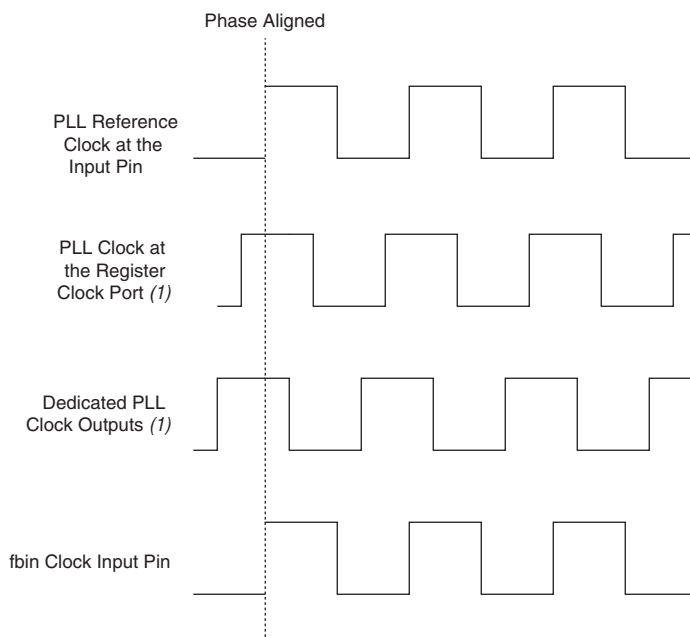 Phase Aligned
PLL Reference
Clock at the
Input Pin
PLL Clock at
the Register
Clock Port (1)
Dedicated PLL
Clock Outputs (1)
fbin Clock Input Pin